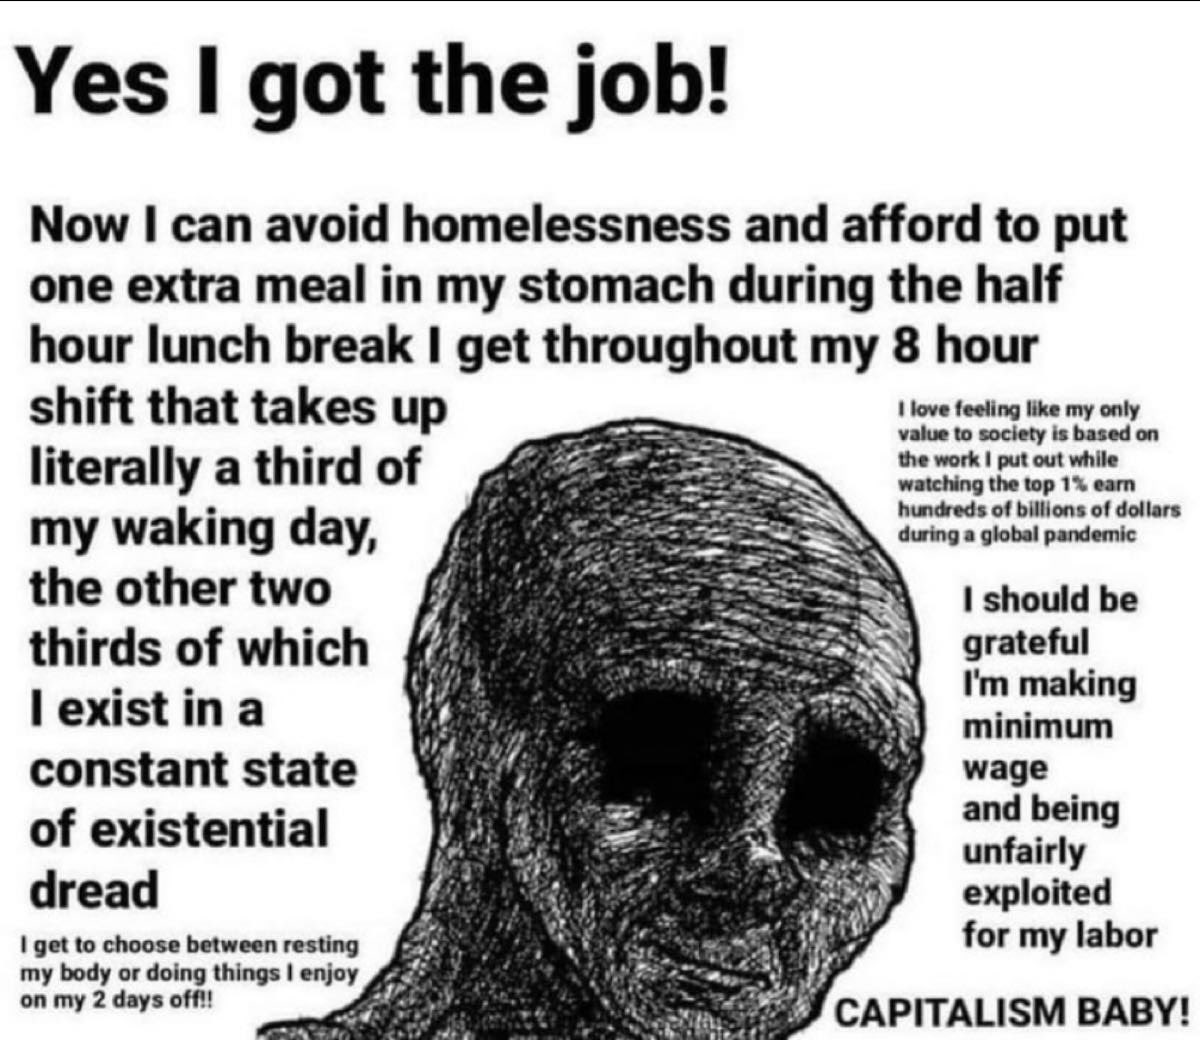 Yes I got the job!
Now I can avoid homelessness and afford to put
one extra meal in my stomach during the half
hour lunch break I get throughout my 8 hour
shift that takes up
literally a third of
my waking day,
the other two
thirds of which
I exist in a
constant state
of existential
dread
I get to choose between resting
my body or doing things I enjoy
on my 2 days off!!
I love feeling like my only
value to society is based on
the work I put out while
watching the top 1% earn
hundreds of billions of dollars
during a global pandemic
I should be
grateful
I'm making
minimum
wage
and being
unfairly
exploited
for my labor
CAPITALISM BABY!